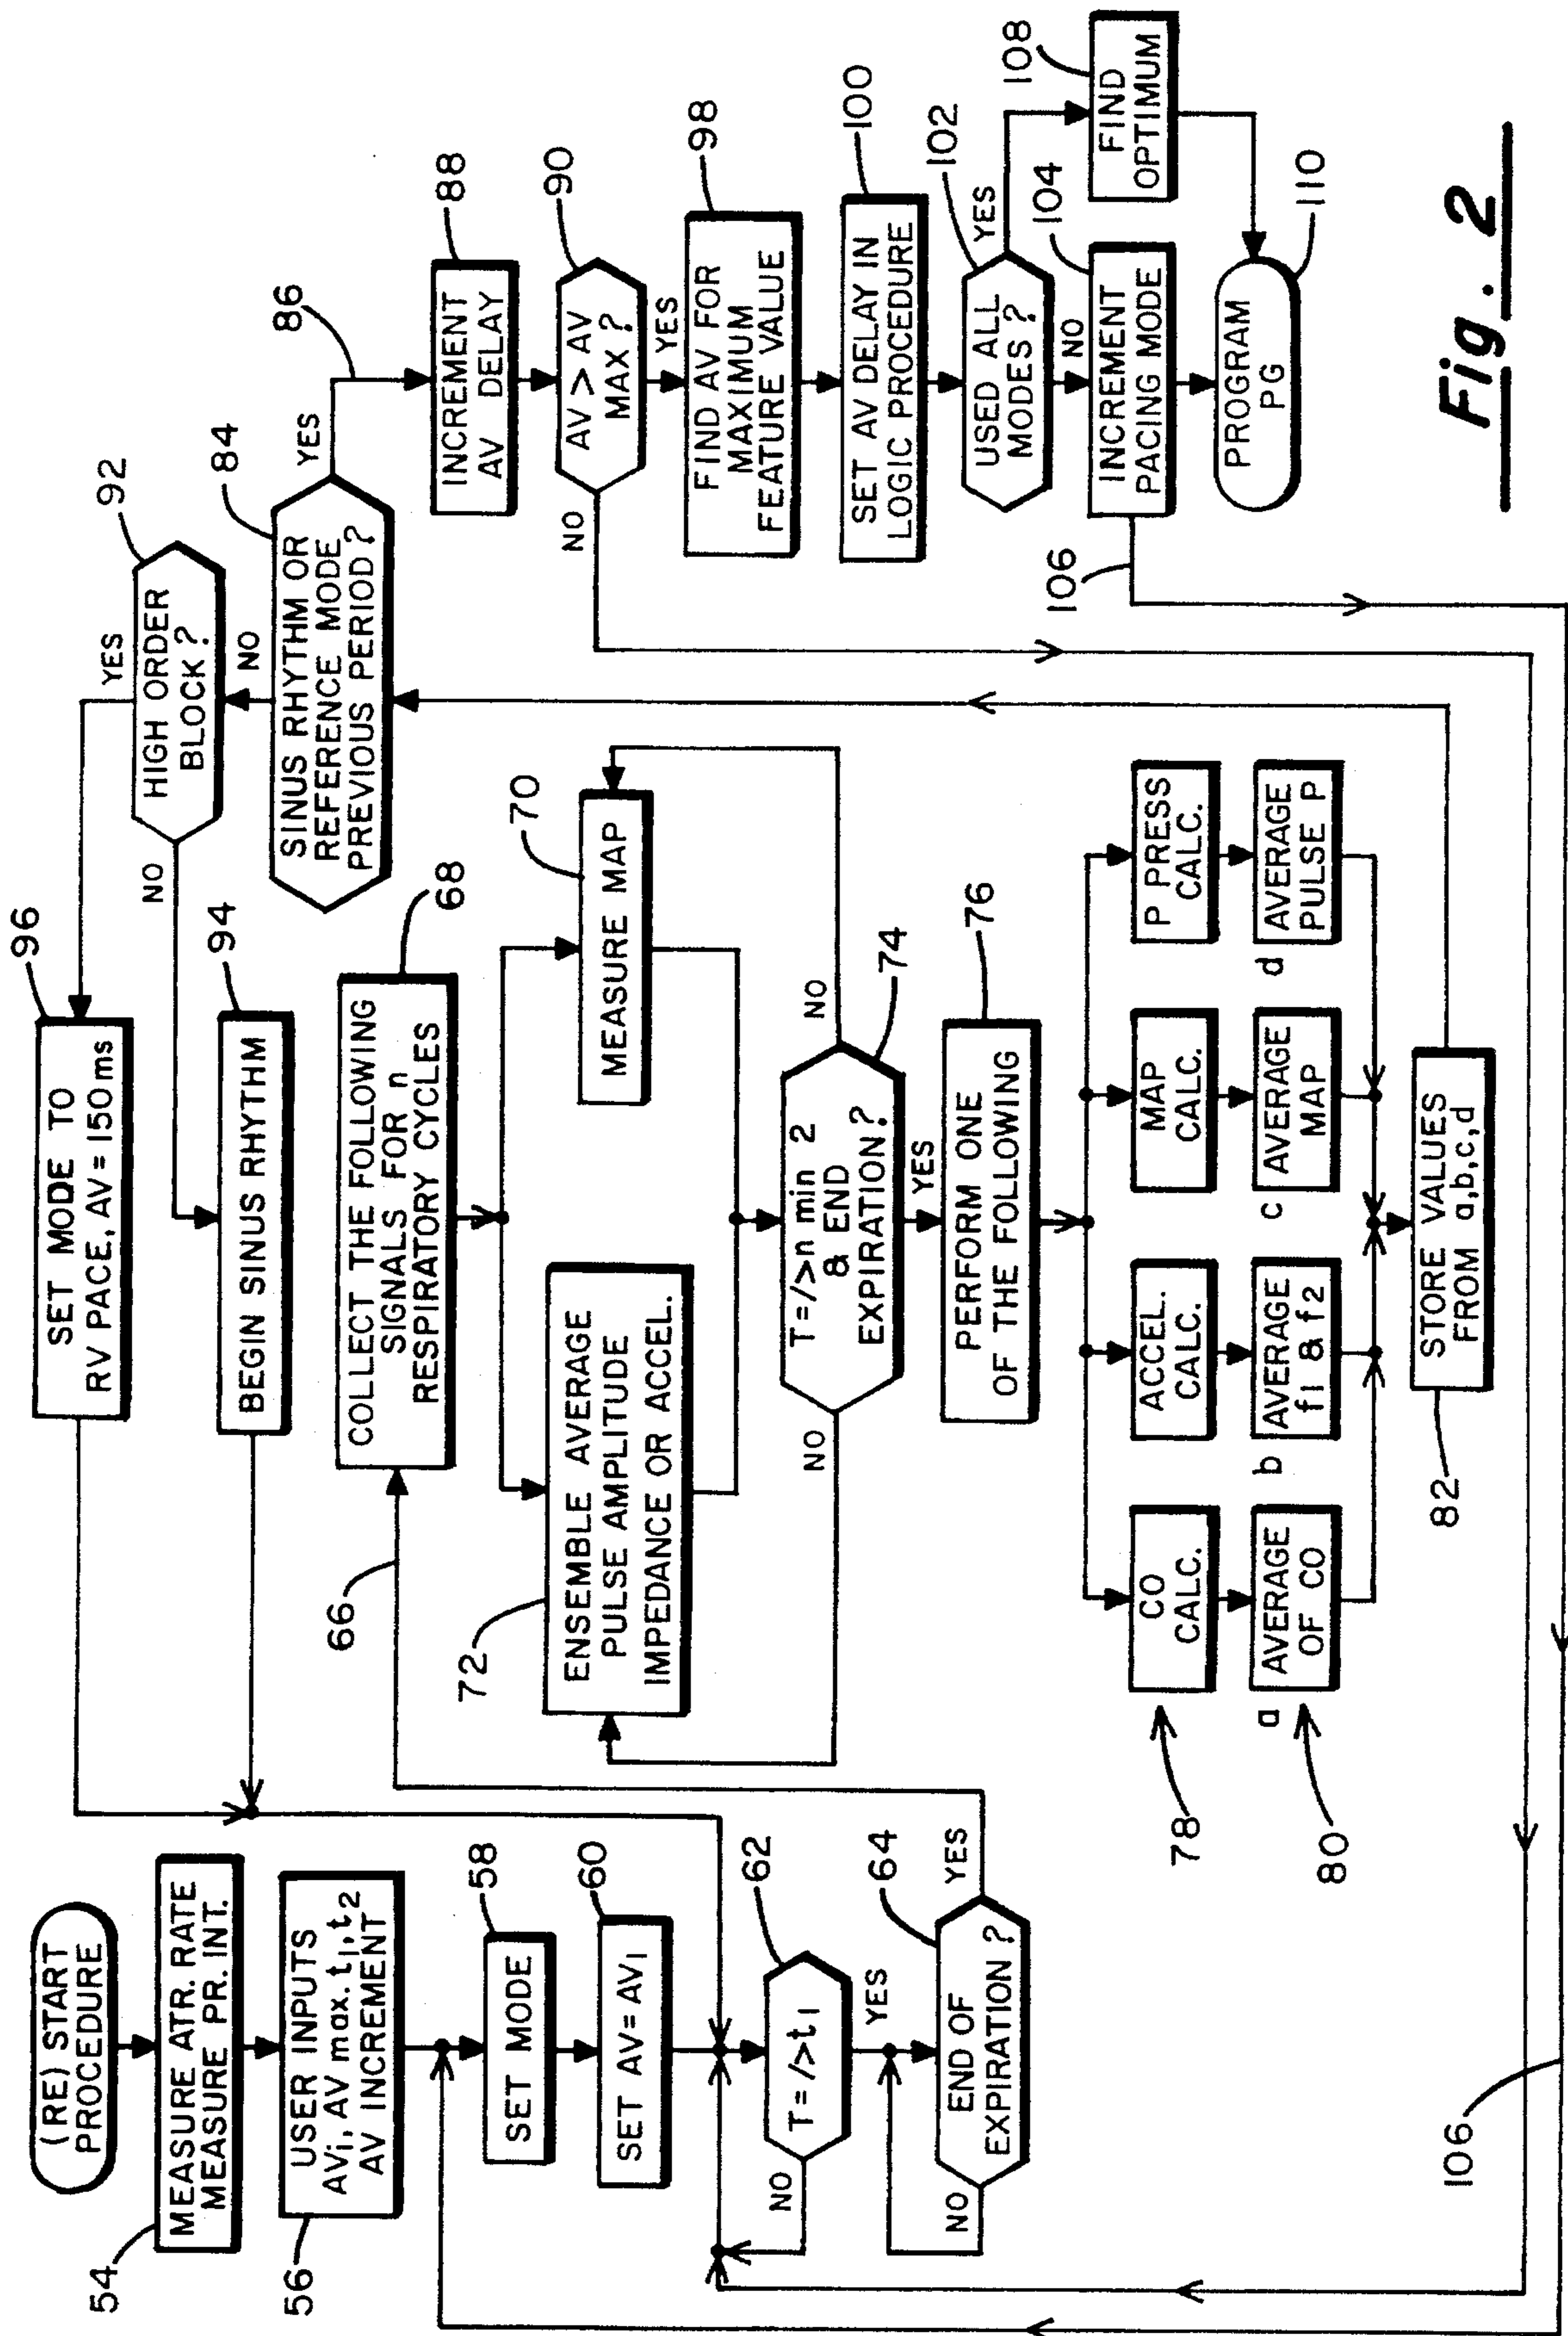 (RE) START
PROCEDURE
54
MEASURE ATR. RATE
MEASURE PR. INT.
56
USER INPUTS
AVi, AV max. t1, t2
AV INCREMENT
58
SET MODE
60
SET AV = AV1
62
T = / > t1
NO
YES
64
END OF
EXPIRATION ?
NO
YES
66
96
SET MODE TO
RV PACE, AV = 150 ms
94
BEGIN SINUS RHYTHM
68
COLLECT THE FOLLOWING
SIGNALS FOR n
RESPIRATORY CYCLES
72
ENSEMBLE AVERAGE
PULSE AMPLITUDE
IMPEDANCE OR ACCEL.
70
MEASURE MAP
74
T = / > n min 2
& END
EXPIRATION ?
NO
NO
YES
76
PERFORM ONE
OF THE FOLLOWING
78
CO
CALC.
ACCEL.
CALC.
MAP
CALC.
P PRESS
CALC.
80
a
AVERAGE
OF CO
b
AVERAGE
f1 & f2
c
AVERAGE
MAP
d
AVERAGE
PULSE P
82
STORE VALUES
FROM a,b,c,d
92
HIGH ORDER
BLOCK ?
YES
NO
84
SINUS RHYTHM OR
REFERENCE MODE
PREVIOUS PERIOD ?
NO
YES
86
88
INCREMENT
AV DELAY
90
AV > AV
MAX ?
NO
YES
98
FIND AV FOR
MAXIMUM
FEATURE VALUE
100
SET AV DELAY IN
LOGIC PROCEDURE
102
USED ALL
MODES ?
YES
NO
104
INCREMENT
PACING MODE
106
108
FIND
OPTIMUM
110
PROGRAM
PG
106
Fig. 2